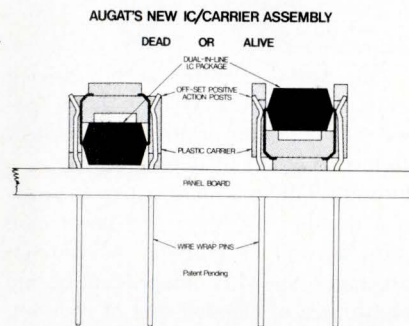 AUGAT'S NEW IC/CARRIER ASSEMBLY
DEAD OR ALIVE
DUAL-IN-LINE
I.C. PACKAGE
OFF-SET POSITIVE
ACTION POSTS
PLASTIC CARRIER
PANEL BOARD
WIRE WRAP PINS
Patent Pending